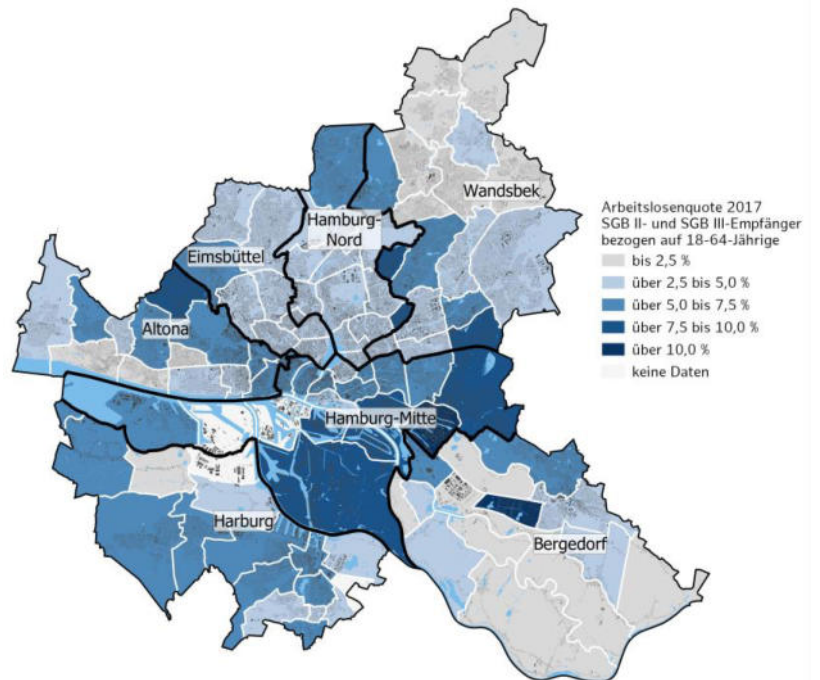 Wandsbek
Hamburg-
Nord
Eimsbüttel
Altona
Hamburg-Mitte
Harburg
Bergedorf
Arbeitslosenquote 2017
SGB II- und SGB III-Empfänger
bezogen auf 18-64-Jährige
bis 2,5 %
über 2,5 bis 5,0 %
über 5,0 bis 7,5 %
über 7,5 bis 10,0 %
über 10,0 %
keine Daten